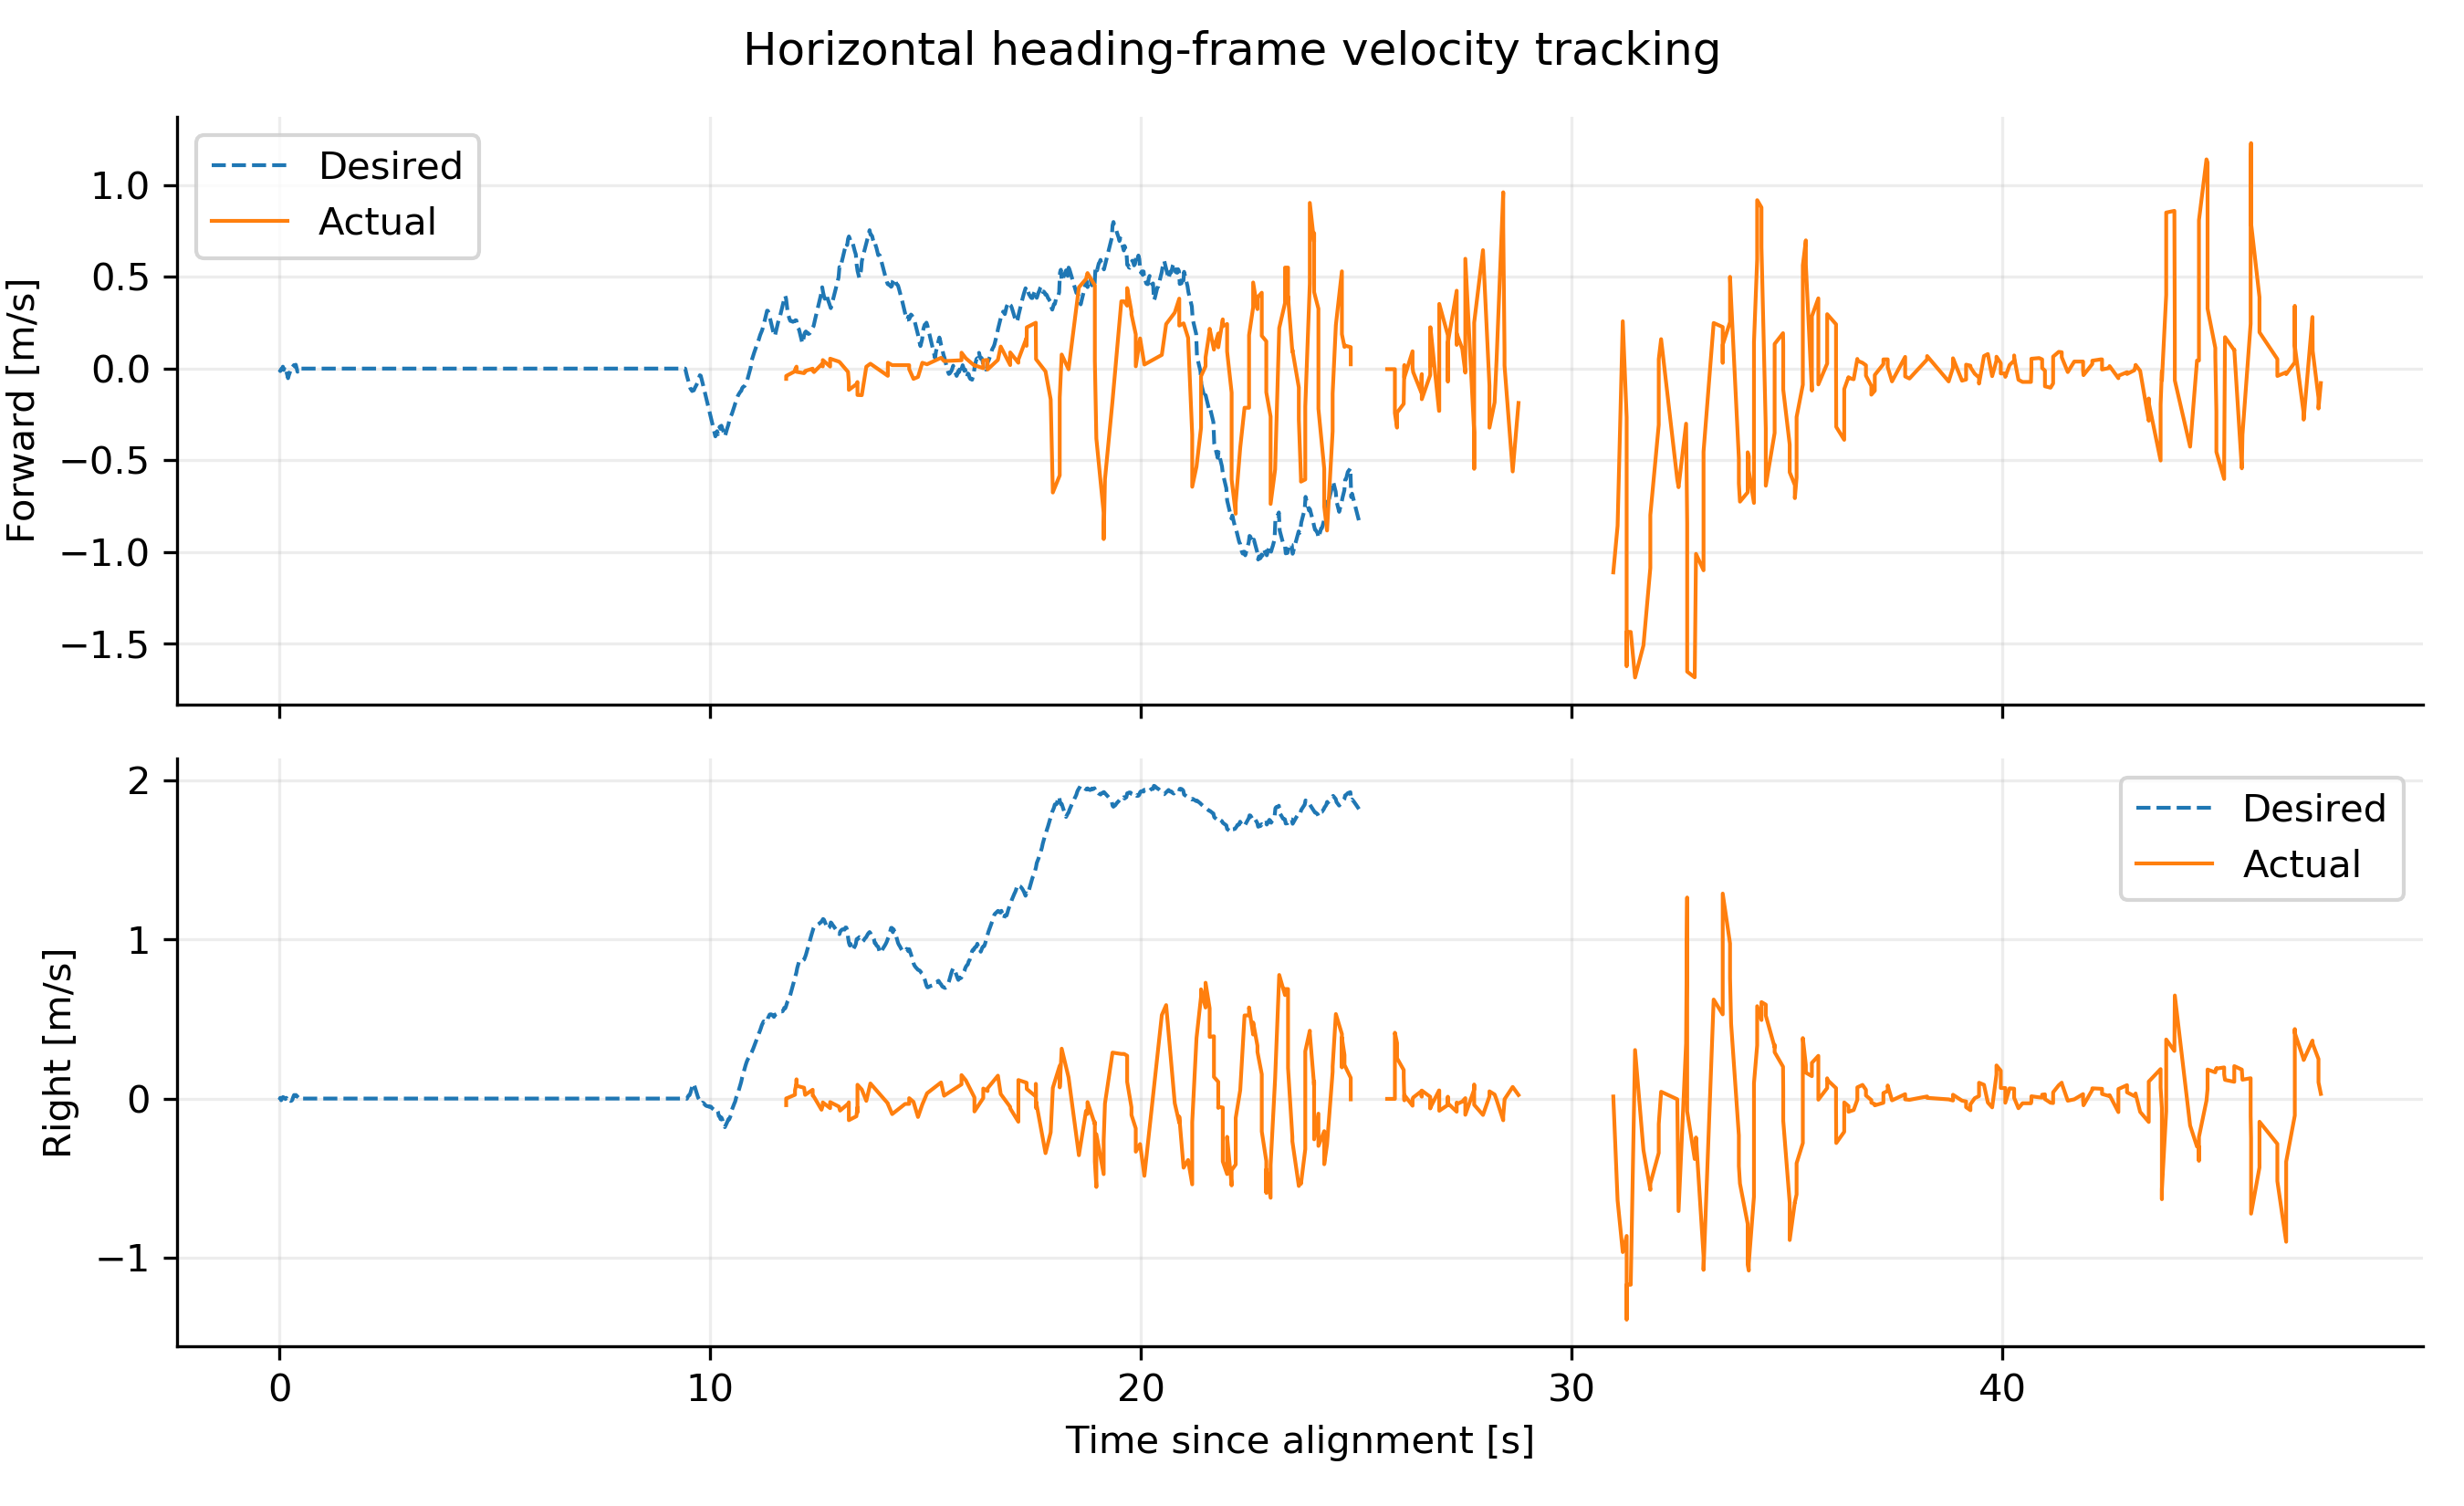 Horizontal heading-frame velocity tracking
Desired
Actual
Forward [m/s]
1.0
0.5
0.0
−0.5
−1.0
−1.5
Desired
Actual
Right [m/s]
2
1
0
−1
0
10
20
30
40
Time since alignment [s]